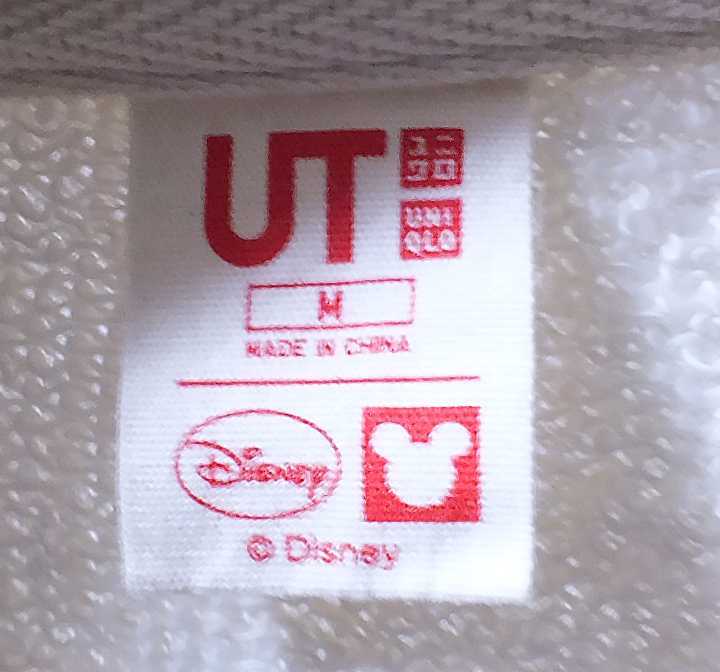 UT
ユニ
クロ
UNI
QLO
M
MADE IN CHINA
Disney
© Disney